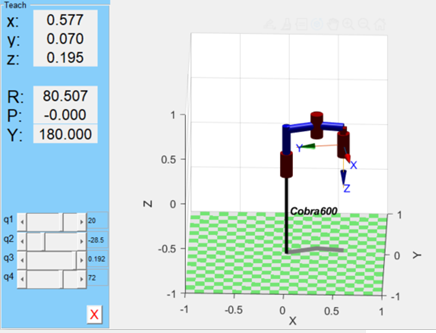 Teach
x: 0.577
y: 0.070
z: 0.195
R: 80.507
P: -0.000
Y: 180.000
q1 20
q2 -28.5
q3 0.192
q4 72
X
1
0.5
0
-0.5
-1
Z
Y
X
Z
Cobra600
1
0
-1
Y
-1
-0.5
0
0.5
1
X